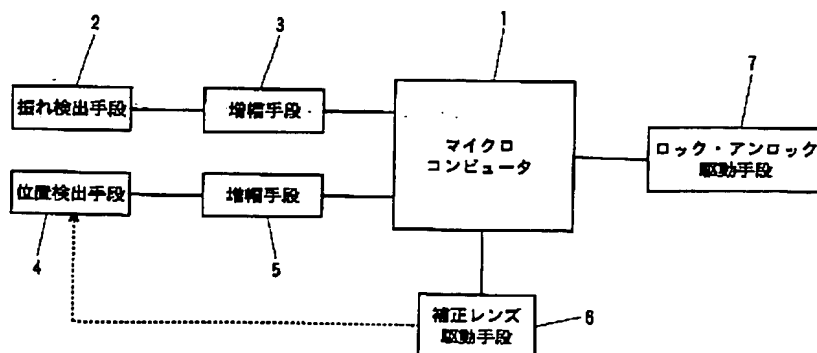 2
3
1
7
振れ検出手段
増幅手段
マイクロ
コンピュータ
ロック・アンロック
駆動手段
位置検出手段
増幅手段
4
5
補正レンズ
駆動手段
6